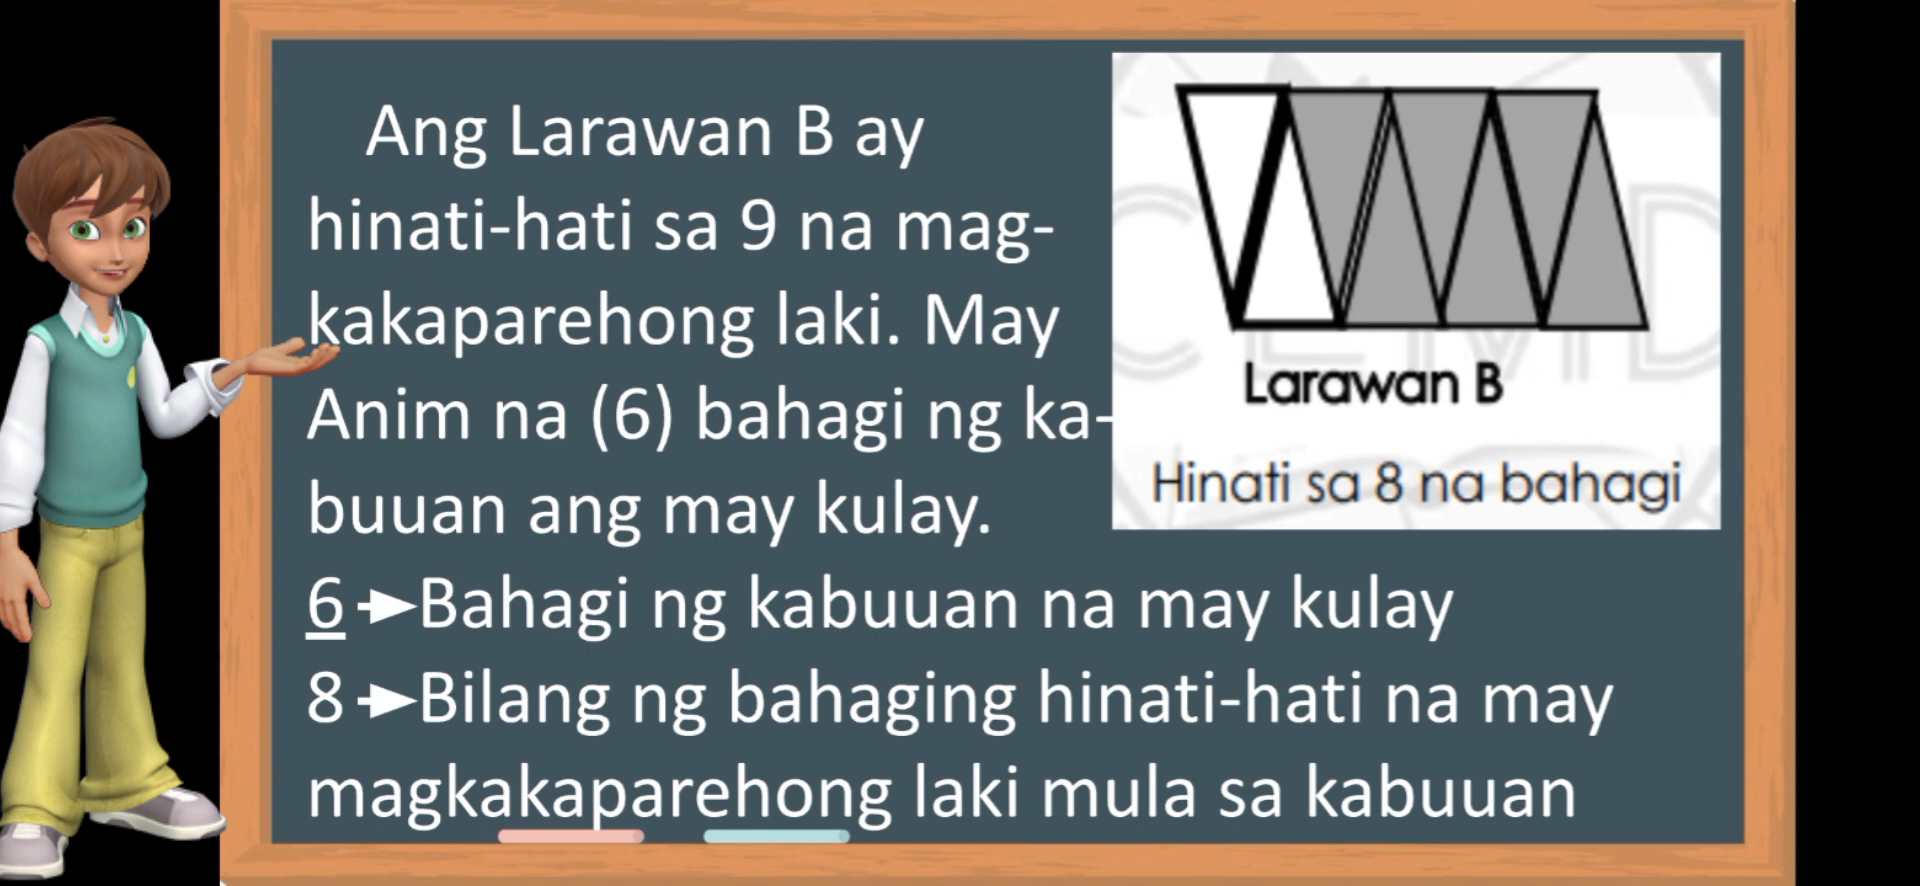 Ang Larawan B ay
hinati-hati sa 9 na mag-
kakaparehong laki. May
Anim na (6) bahagi ng ka-
buuan ang may kulay.
6 ➛Bahagi ng kabuuan na may kulay
8 ➛Bilang ng bahaging hinati-hati na may
magkakaparehong laki mula sa kabuuan
Larawan B
Hinati sa 8 na bahagi